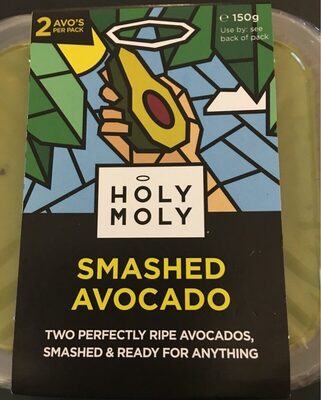 2 AVO'S
PER PACK
℮ 150g
Use by: see
back of pack
HOLY
MOLY
SMASHED
AVOCADO
TWO PERFECTLY RIPE AVOCADOS,
SMASHED & READY FOR ANYTHING